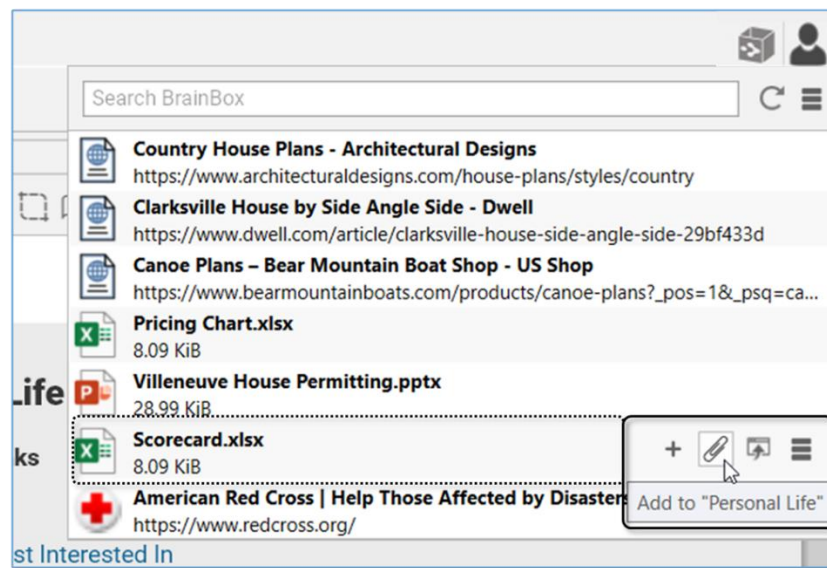 Search BrainBox
Country House Plans - Architectural Designs
https://www.architecturaldesigns.com/house-plans/styles/country
Clarksville House by Side Angle Side - Dwell
https://www.dwell.com/article/clarksville-house-side-angle-side-29bf433d
Canoe Plans – Bear Mountain Boat Shop - US Shop
https://www.bearmountainboats.com/products/canoe-plans?_pos=1&_psq=ca...
Pricing Chart.xlsx
8.09 KiB
Life
Villeneuve House Permitting.pptx
28.99 KiB
ks
Scorecard.xlsx
8.09 KiB
American Red Cross | Help Those Affected by Disasters
Add to "Personal Life"
https://www.redcross.org/
st Interested In